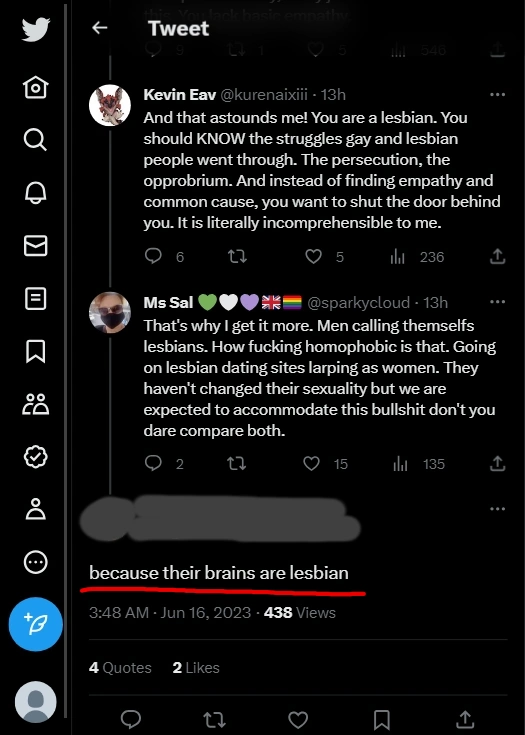 Tweet
Kevin Eav @kurenaixiii · 13h
And that astounds me! You are a lesbian. You
should KNOW the struggles gay and lesbian
people went through. The persecution, the
opprobrium. And instead of finding empathy and
common cause, you want to shut the door behind
you. It is literally incomprehensible to me.
6 5 236
Ms Sal 💚🤍💜🇬🇧🏳️‍🌈 @sparkycloud · 13h
That's why I get it more. Men calling themselfs
lesbians. How fucking homophobic is that. Going
on lesbian dating sites larping as women. They
haven't changed their sexuality but we are
expected to accommodate this bullshit don't you
dare compare both.
2 15 135
because their brains are lesbian
3:48 AM · Jun 16, 2023 · 438 Views
4 Quotes 2 Likes